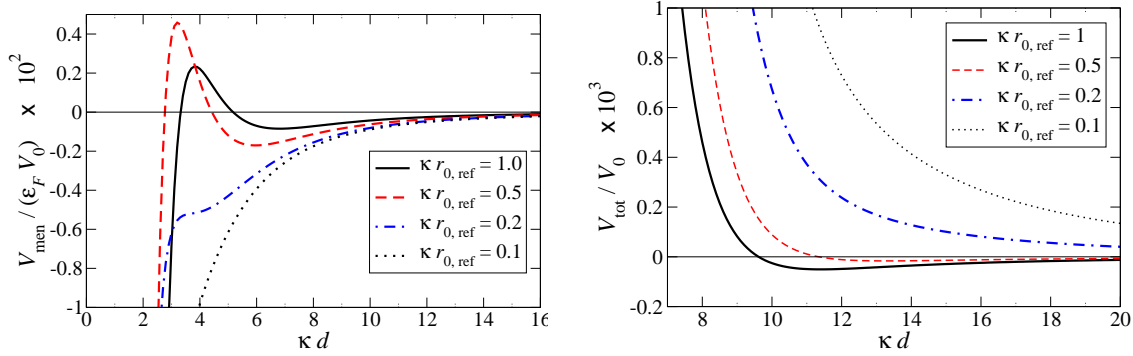 V_men / (ε_F V_0) x 10^2
0.4
0.2
0
-0.2
-0.4
-0.6
-0.8
-1
κ r_0, ref = 1.0
κ r_0, ref = 0.5
κ r_0, ref = 0.2
κ r_0, ref = 0.1
0 2 4 6 8 10 12 14 16
κ d
V_tot / V_0 x 10^3
1
0.8
0.6
0.4
0.2
0
-0.2
κ r_0, ref = 1
κ r_0, ref = 0.5
κ r_0, ref = 0.2
κ r_0, ref = 0.1
8 10 12 14 16 18 20
κ d